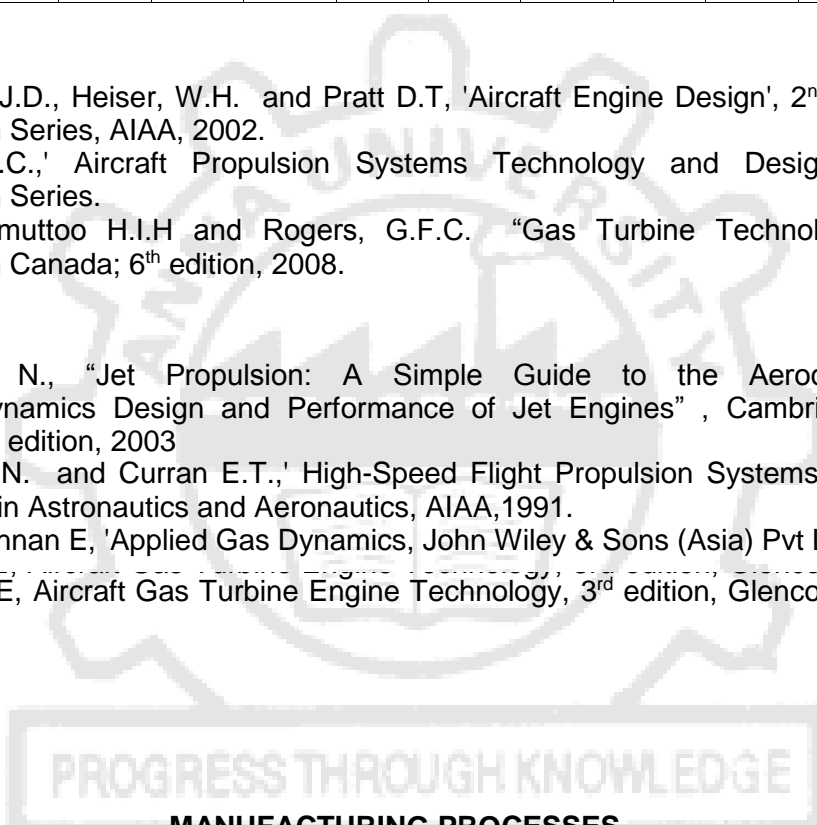 J.D., Heiser, W.H. and Pratt D.T, 'Aircraft Engine Design', 2n
Series, AIAA, 2002.
.C.,' Aircraft Propulsion Systems Technology and Desig
Series.
muttoo H.I.H and Rogers, G.F.C. “Gas Turbine Technol
Canada; 6th edition, 2008.
ANNA UNIVERSITY
N., “Jet Propulsion: A Simple Guide to the Aeroc
ynamics Design and Performance of Jet Engines” , Cambri
edition, 2003
N. and Curran E.T.,' High-Speed Flight Propulsion Systems
in Astronautics and Aeronautics, AIAA,1991.
nnan E, 'Applied Gas Dynamics, John Wiley & Sons (Asia) Pvt
E, Aircraft Gas Turbine Engine Technology, 3rd edition, Glenco
PROGRESS THROUGH KNOWLEDGE
MANUFACTURING PROCESSES